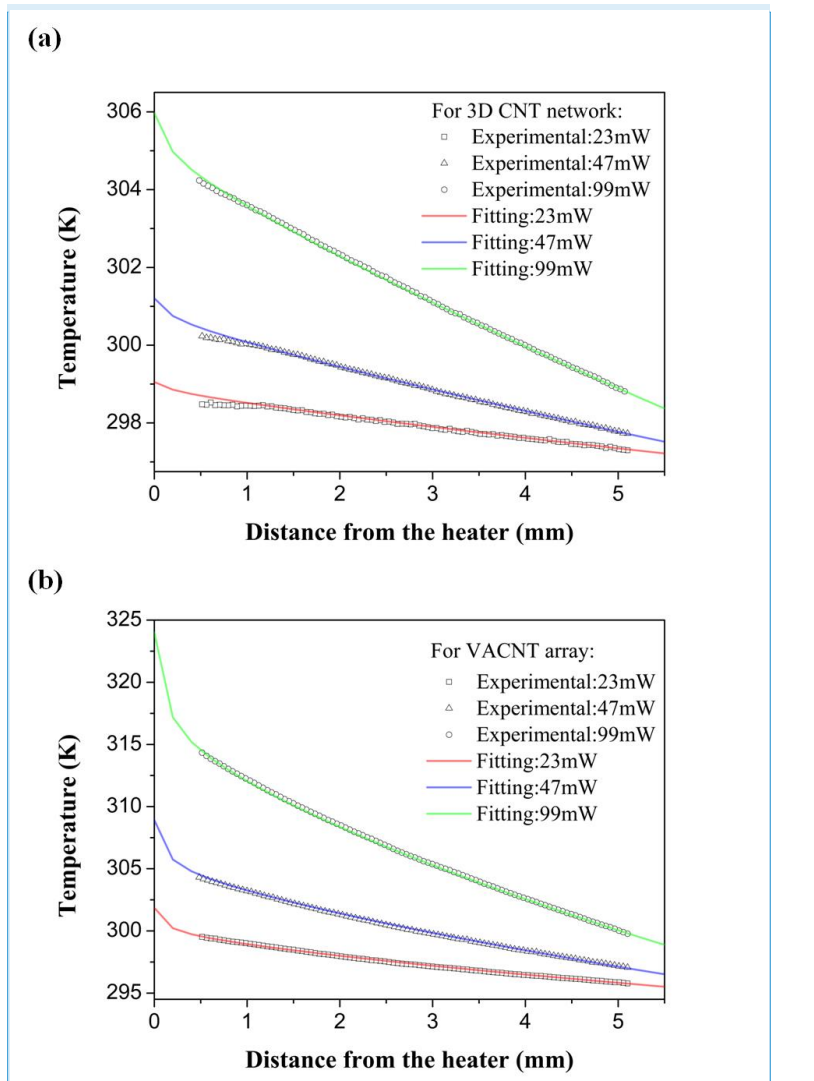 (a)
306
304
302
300
298
0 1 2 3 4 5
Temperature (K)
Distance from the heater (mm)
For 3D CNT network:
Experimental:23mW
Experimental:47mW
Experimental:99mW
Fitting:23mW
Fitting:47mW
Fitting:99mW
(b)
325
320
315
310
305
300
295
0 1 2 3 4 5
Temperature (K)
Distance from the heater (mm)
For VACNT array:
Experimental:23mW
Experimental:47mW
Experimental:99mW
Fitting:23mW
Fitting:47mW
Fitting:99mW